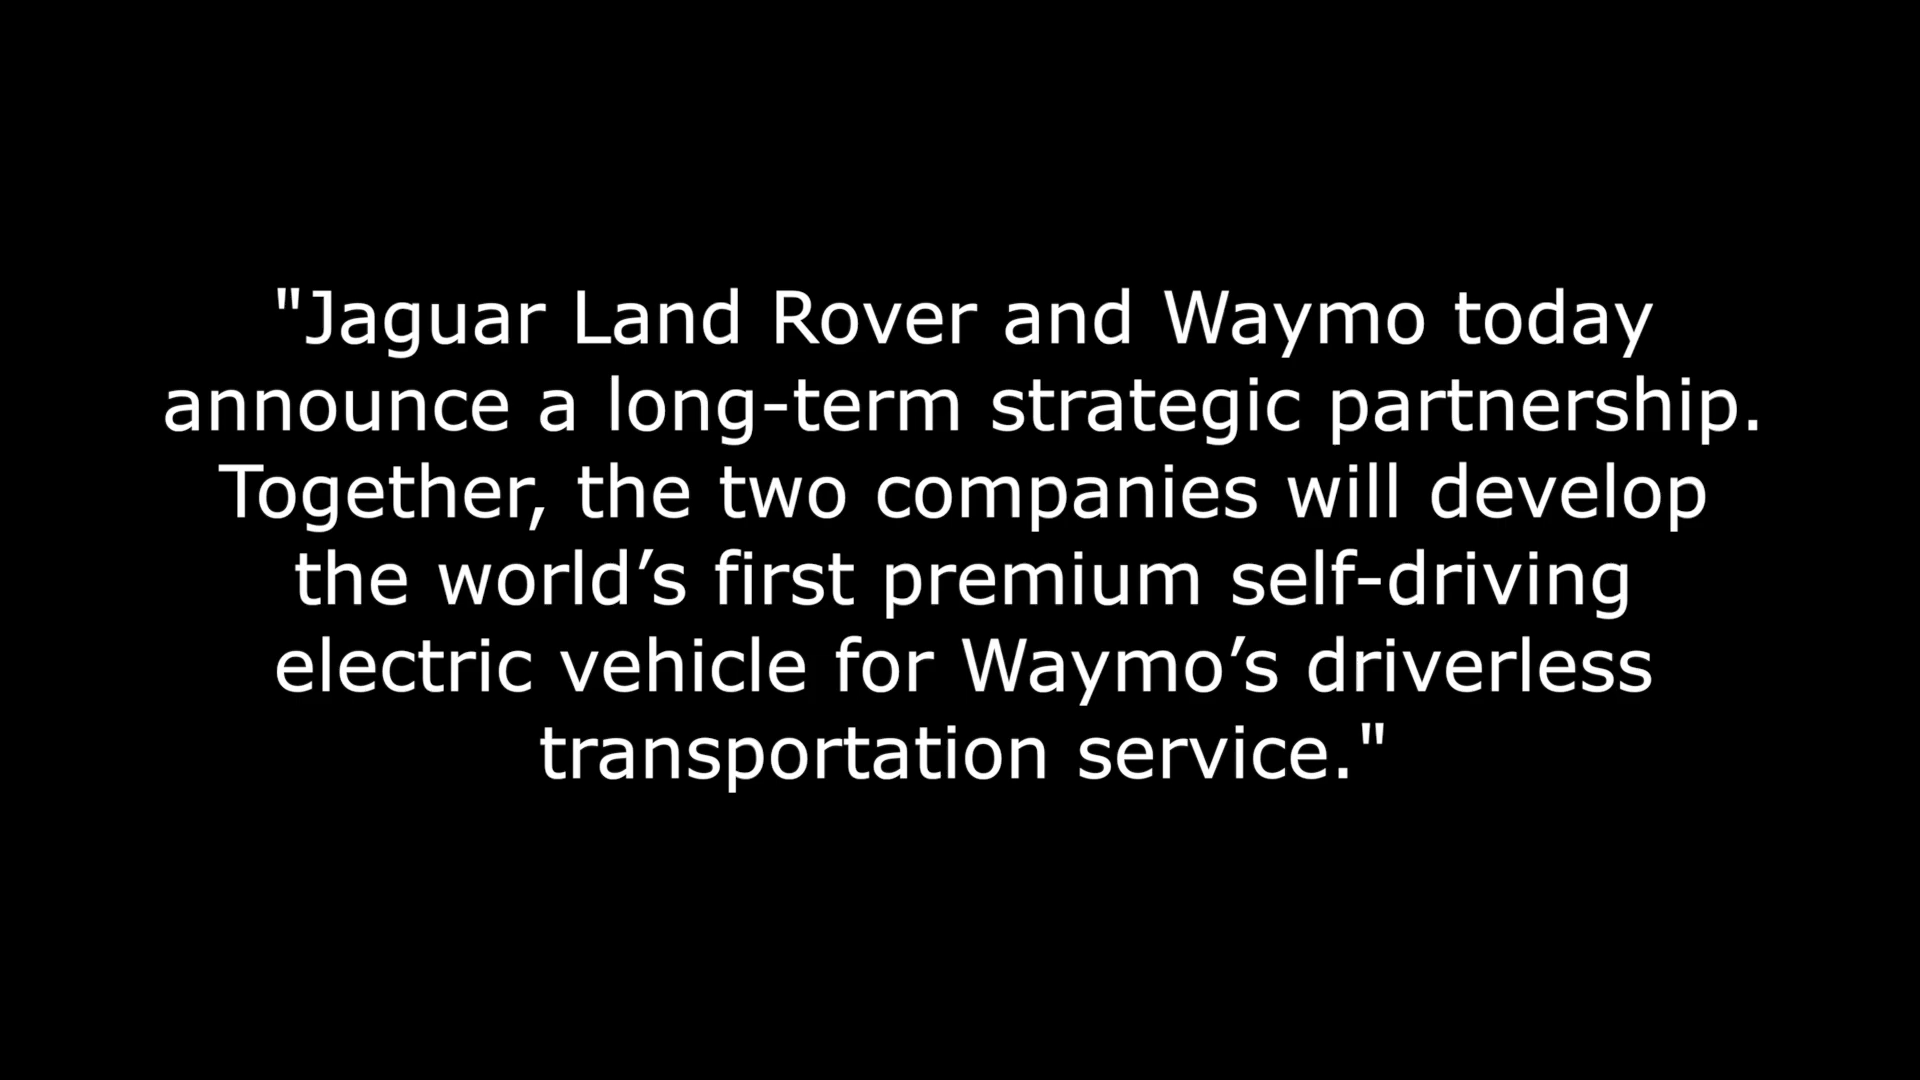 "Jaguar Land Rover and Waymo today
announce a long-term strategic partnership.
Together, the two companies will develop
the world’s first premium self-driving
electric vehicle for Waymo’s driverless
transportation service."